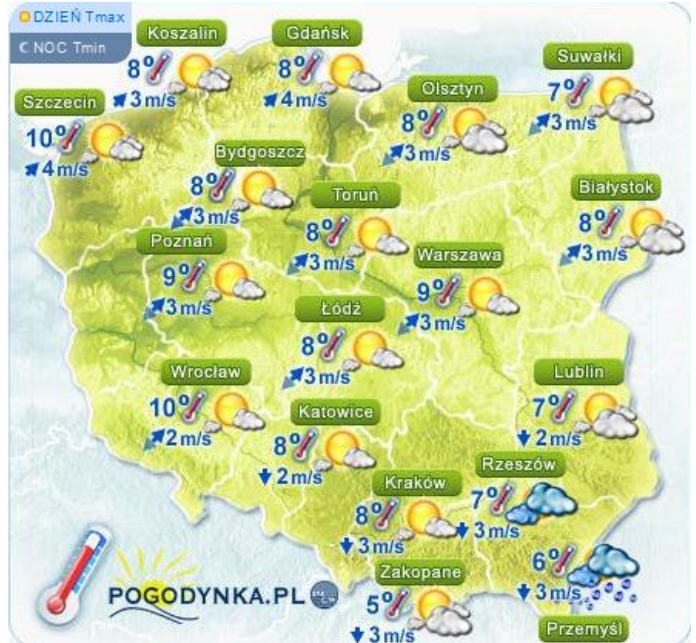 DZIEŃ Tmax
NOC Tmin
Koszalin
8°
3 m/s
Gdańsk
8°
4 m/s
Suwałki
7°
3 m/s
Szczecin
10°
4 m/s
Olsztyn
8°
3 m/s
Bydgoszcz
8°
3 m/s
Toruń
8°
3 m/s
Białystok
8°
3 m/s
Poznań
9°
3 m/s
Warszawa
9°
3 m/s
Łódź
8°
3 m/s
Wrocław
10°
2 m/s
Katowice
8°
2 m/s
Lublin
7°
2 m/s
Kraków
8°
3 m/s
Rzeszów
7°
3 m/s
Zakopane
5°
3 m/s
6°
3 m/s
Przemyśl
POGODYNKA.PL